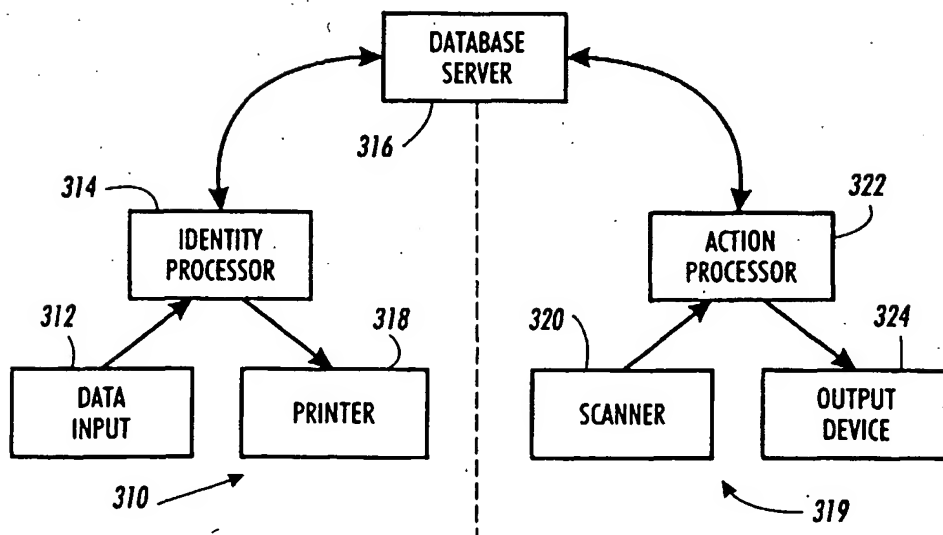 DATABASE
SERVER
316
314
322
IDENTITY
PROCESSOR
ACTION
PROCESSOR
312
318
320
324
DATA
INPUT
PRINTER
SCANNER
OUTPUT
DEVICE
310
319